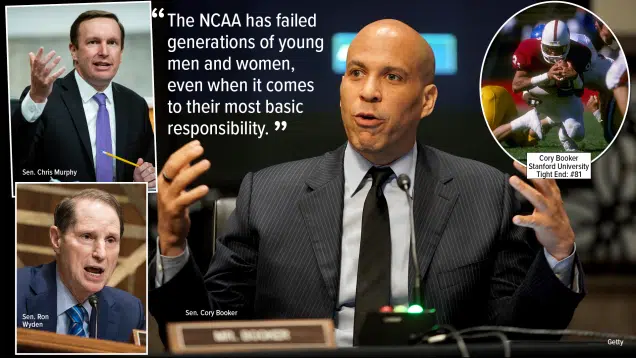 “ The NCAA has failed
generations of young
men and women,
even when it comes
to their most basic
responsibility. ”
Sen. Chris Murphy
Cory Booker
Stanford University
Tight End: #81
Sen. Ron
Wyden
Sen. Cory Booker
MR. BOOKER
Getty